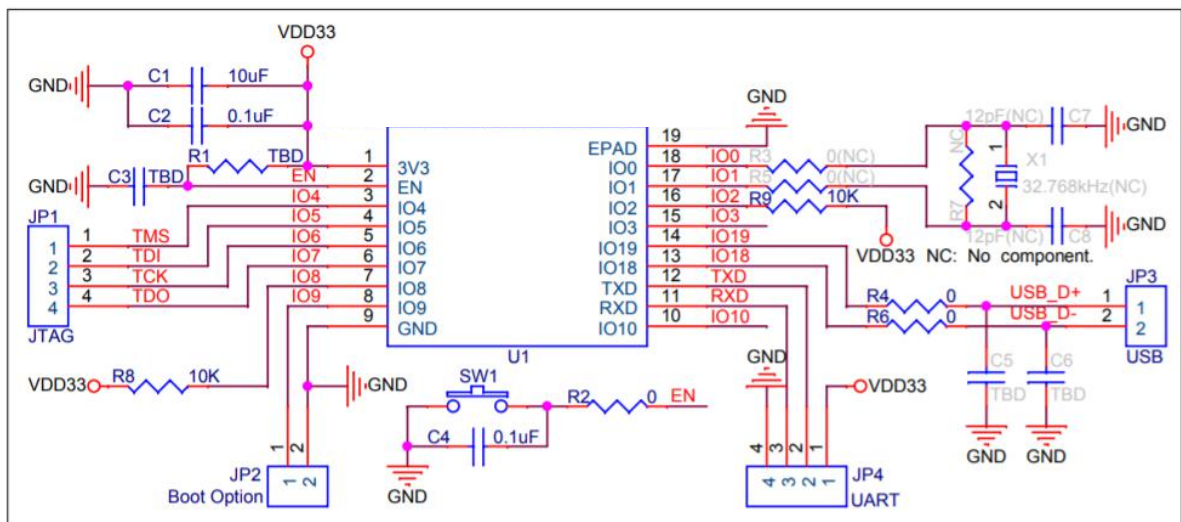 VDD33
GND
C1 10uF
C2 0.1uF
R1 TBD
GND
C3 TBD
EN
IO4
IO5
IO6
IO7
IO8
IO9
JP1
1 1 TMS
2 2 TDI
3 3 TCK
4 4 TDO
JTAG
1 3V3
2 EN
3 IO4
4 IO5
5 IO6
6 IO7
7 IO8
8 IO9
9 GND
U1
EPAD 19
IO0 18 IO0
IO1 17 IO1
IO2 16 IO2
IO3 15 IO3
IO19 14 IO19
IO18 13 IO18
TXD 12 TXD
RXD 11 RXD
IO10 10 IO10
GND
R3 0(NC)
R5 0(NC)
R9 10K
VDD33
12pF(NC) C7
GND
NC
R7
1
X1
32.768kHz(NC)
2
12pF(NC) C8
GND
NC: No component.
R4 0
R6 0
USB_D+ 1
USB_D- 2
JP3
1
2
USB
C5
TBD
C6
TBD
GND
GND
VDD33 R8 10K
GND
1 2
JP2
1 2
Boot Option
SW1
C4 0.1uF
R2 0 EN
GND
GND
VDD33
4 3 2 1
4 3 2 1
JP4
UART